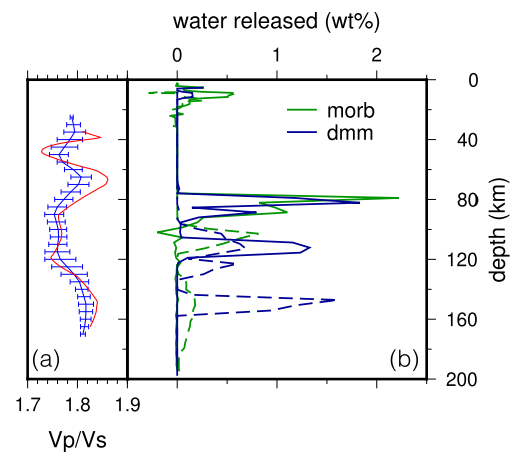 water released (wt%)
0 1 2
0
morb
dmm
40
80
depth (km)
120
160
(a) (b)
200
1.7 1.8 1.9
Vp/Vs